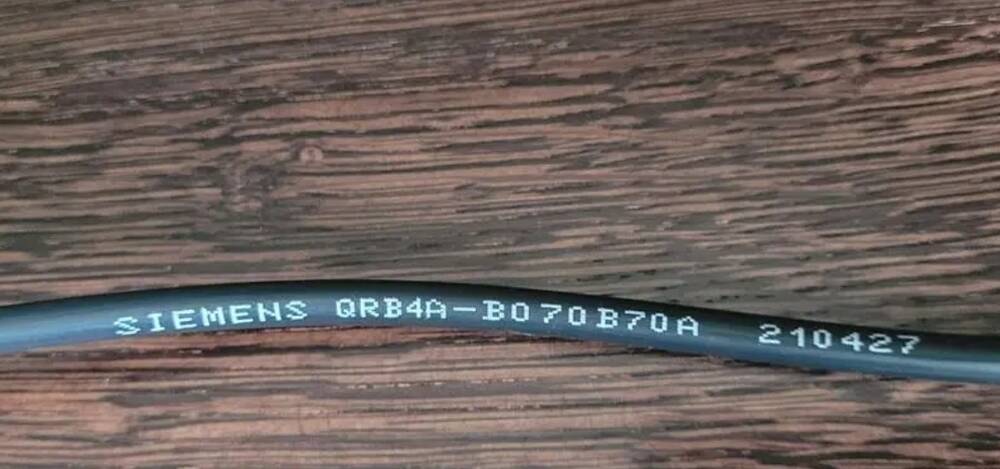 SIEMENS QRB4A-B070B70A 210427